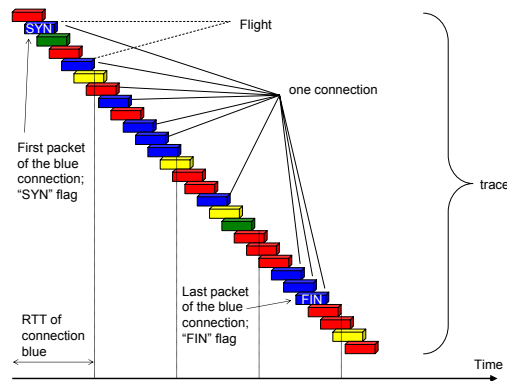 SYN
Flight
one connection
First packet
of the blue
connection;
“SYN” flag
trace
Last packet
of the blue
connection;
“FIN” flag
FIN
RTT of
connection
blue
Time